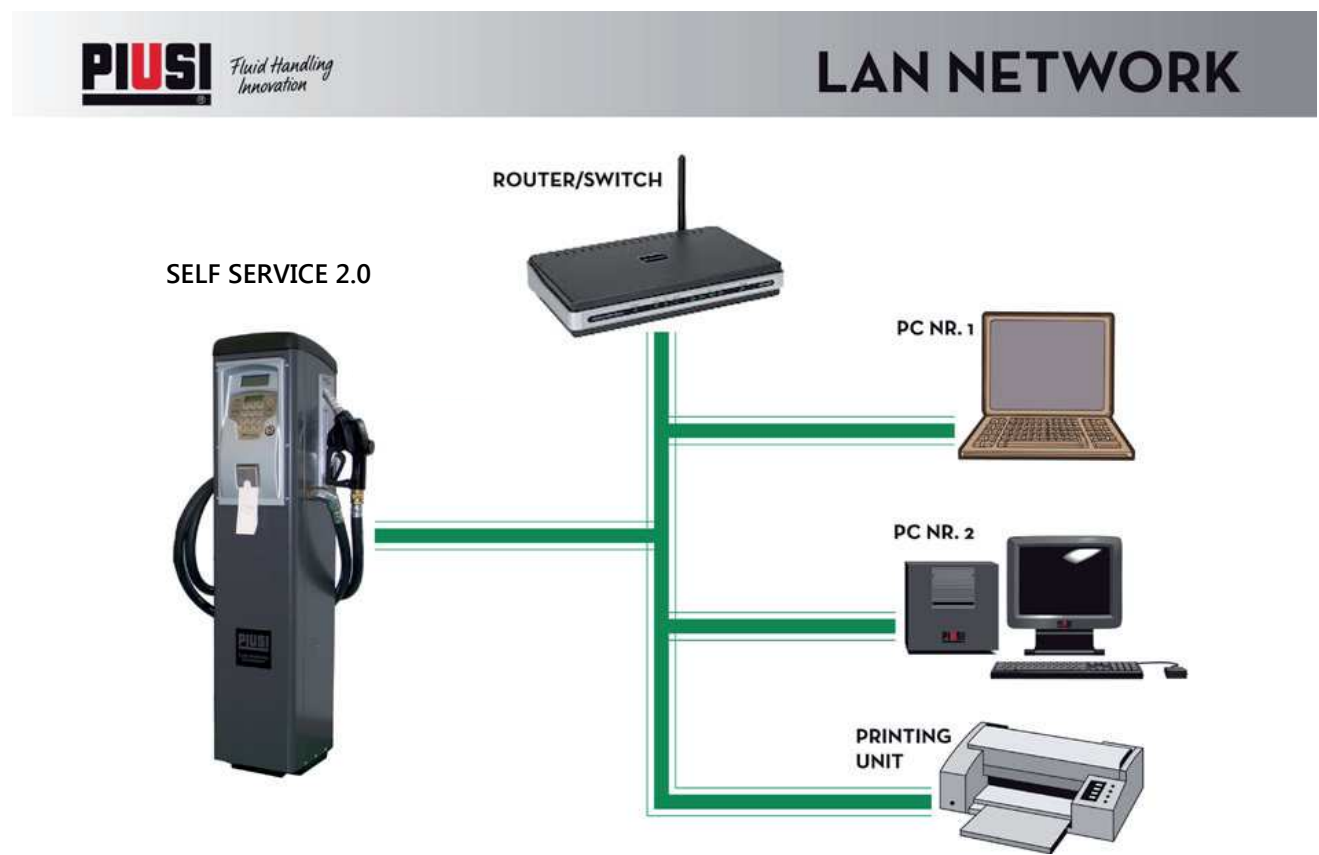 PIUSI
Fluid Handling
Innovation
®
LAN NETWORK
ROUTER/SWITCH
SELF SERVICE 2.0
PC NR. 1
PC NR. 2
PIUSI
PRINTING
UNIT